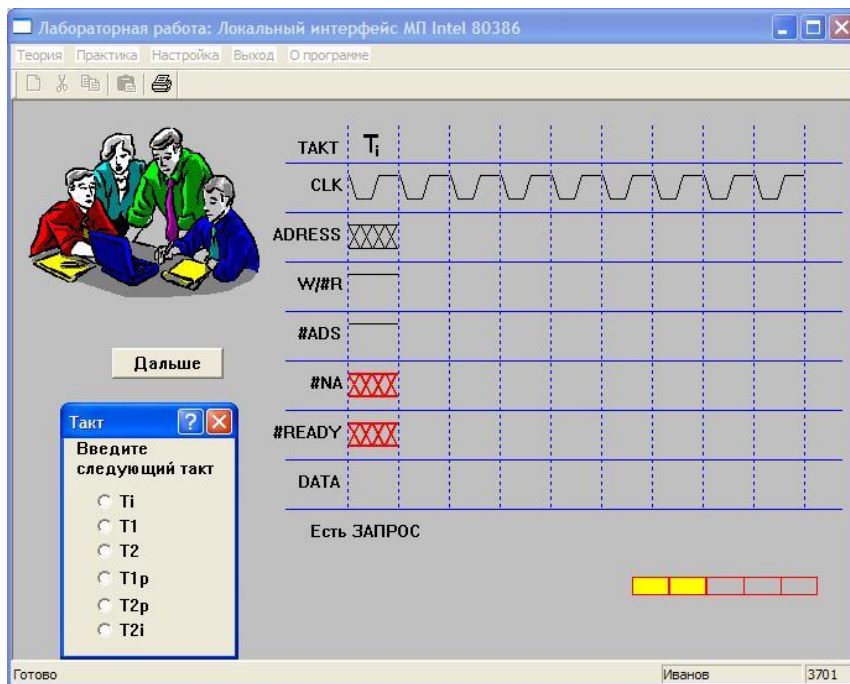 Лабораторная работа: Локальный интерфейс МП Intel 80386
Теория Практика Настройка Выход О программе
ТАКТ Ti
CLK
ADRESS
W/#R
#ADS
#NA
#READY
DATA
Есть ЗАПРОС
Дальше
Такт
Введите
следующий такт
Ti
T1
T2
T1p
T2p
T2i
Готово Иванов 3701